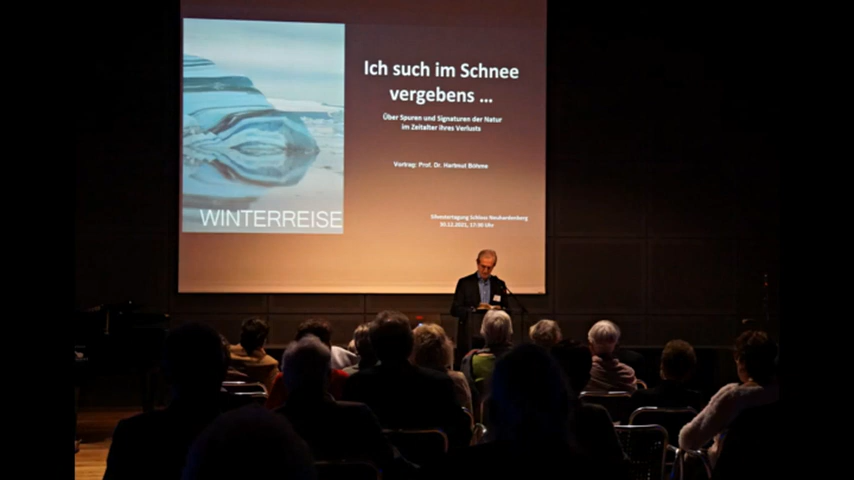 Ich such im Schnee
vergebens ...
Über Spuren und Signaturen der Natur
im Zeitalter ihres Verlusts
Vortrag: Prof. Dr. Hartmut Böhme
WINTERREISE
Silvestertagung Schloss Neuhardenberg
30.12.2021, 17:30 Uhr